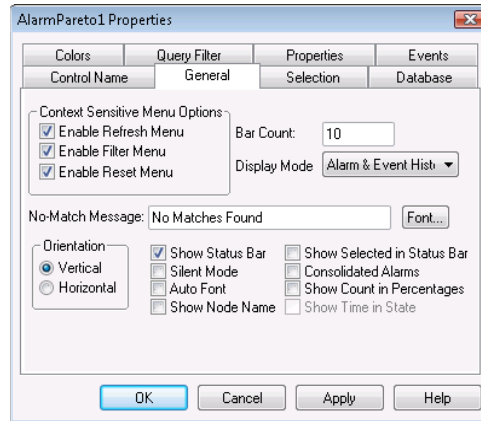 AlarmPareto1 Properties
Colors
Query Filter
Properties
Events
Control Name
General
Selection
Database
Context Sensitive Menu Options
Enable Refresh Menu
Enable Filter Menu
Enable Reset Menu
Bar Count:
10
Display Mode
Alarm & Event Hist
No-Match Message:
No Matches Found
Font...
Orientation
Vertical
Horizontal
Show Status Bar
Silent Mode
Auto Font
Show Node Name
Show Selected in Status Bar
Consolidated Alarms
Show Count in Percentages
Show Time in State
OK
Cancel
Apply
Help